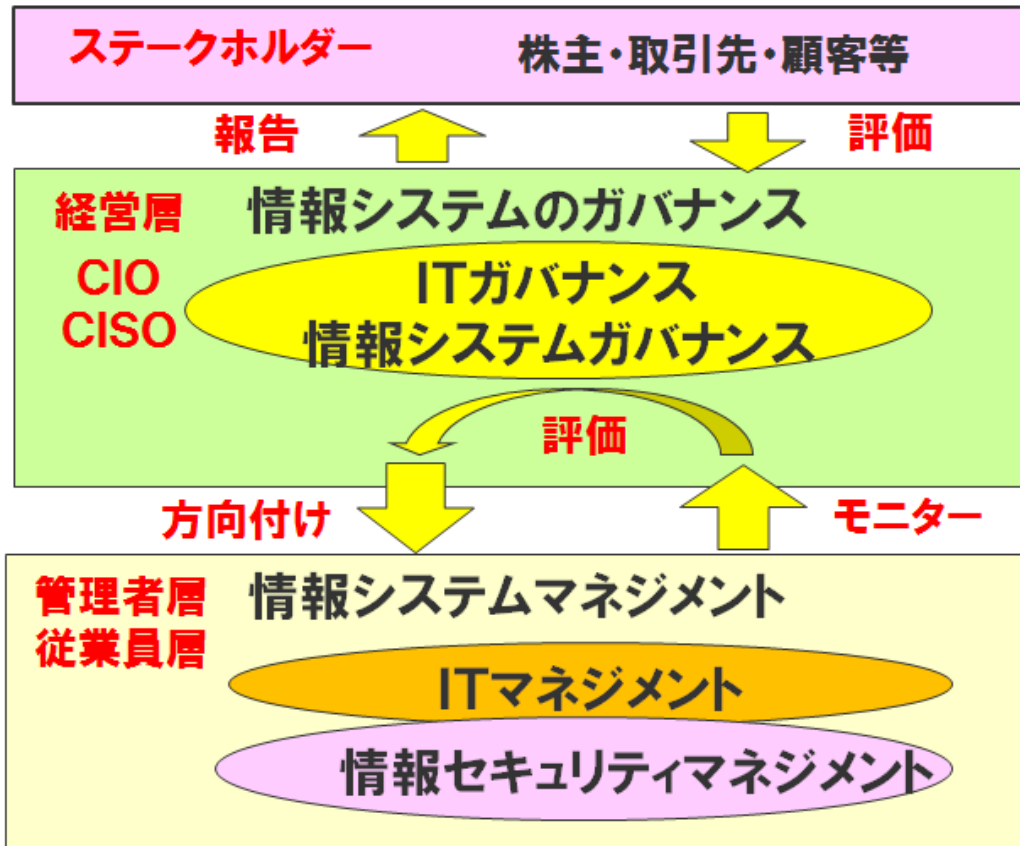 ステークホルダー 株主・取引先・顧客等
報告 評価
経営層 情報システムのガバナンス
CIO
CISO
ITガバナンス
情報システムガバナンス
評価
方向付け モニター
管理者層
従業員層
情報システムマネジメント
ITマネジメント
情報セキュリティマネジメント